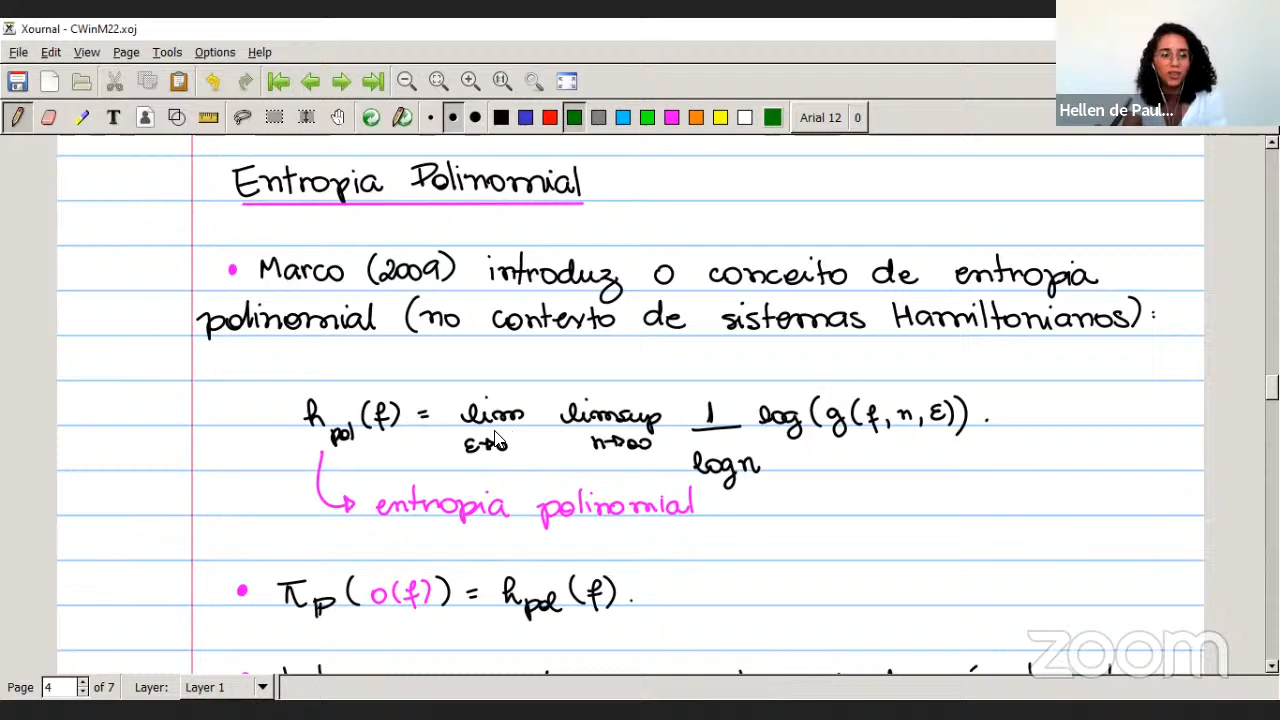 Xournal - CWinM22.xoj
File Edit View Page Tools Options Help
Arial 12 0
Hellen de Paul...
Entropia Polinomial
• Marco (2009) introduz o conceito de entropia
polinomial (no contexto de sistemas Hamiltonianos):
h_pol(f) = lim_{ε→0} limsup_{n→∞} 1/log n log(g(f, n, ε)).
entropia polinomial
• π_ℙ(o(f)) = h_pol(f).
zoom
Page 4 of 7 Layer: Layer 1